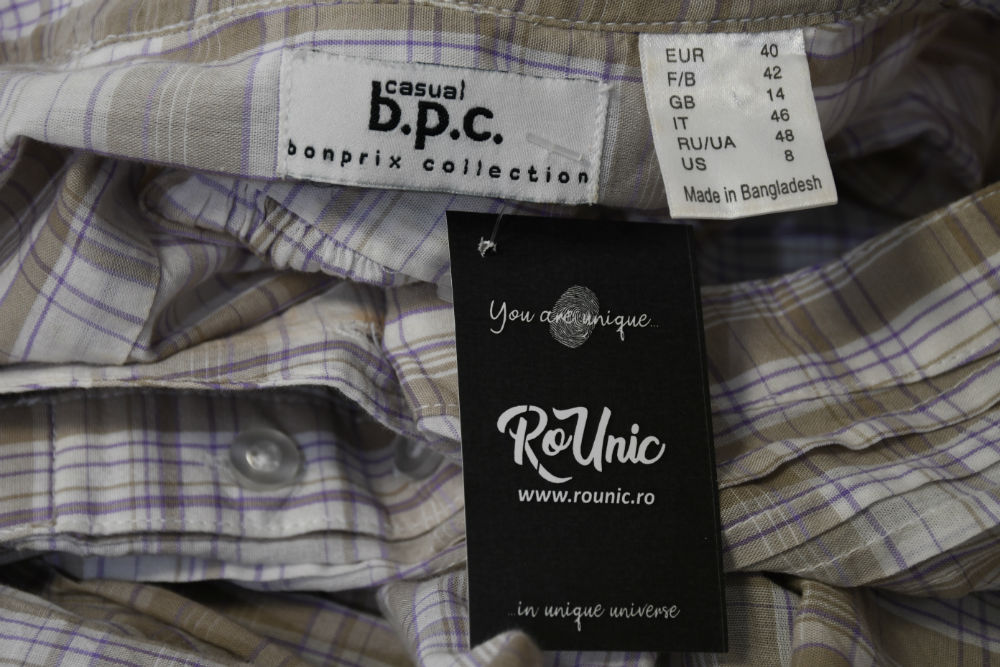 casual
b.p.c.
bonprix collection
EUR 40
F/B 42
GB 14
IT 46
RU/UA 48
US 8
Made in Bangladesh
You are unique...
RoUnic
www.rounic.ro
...in unique universe